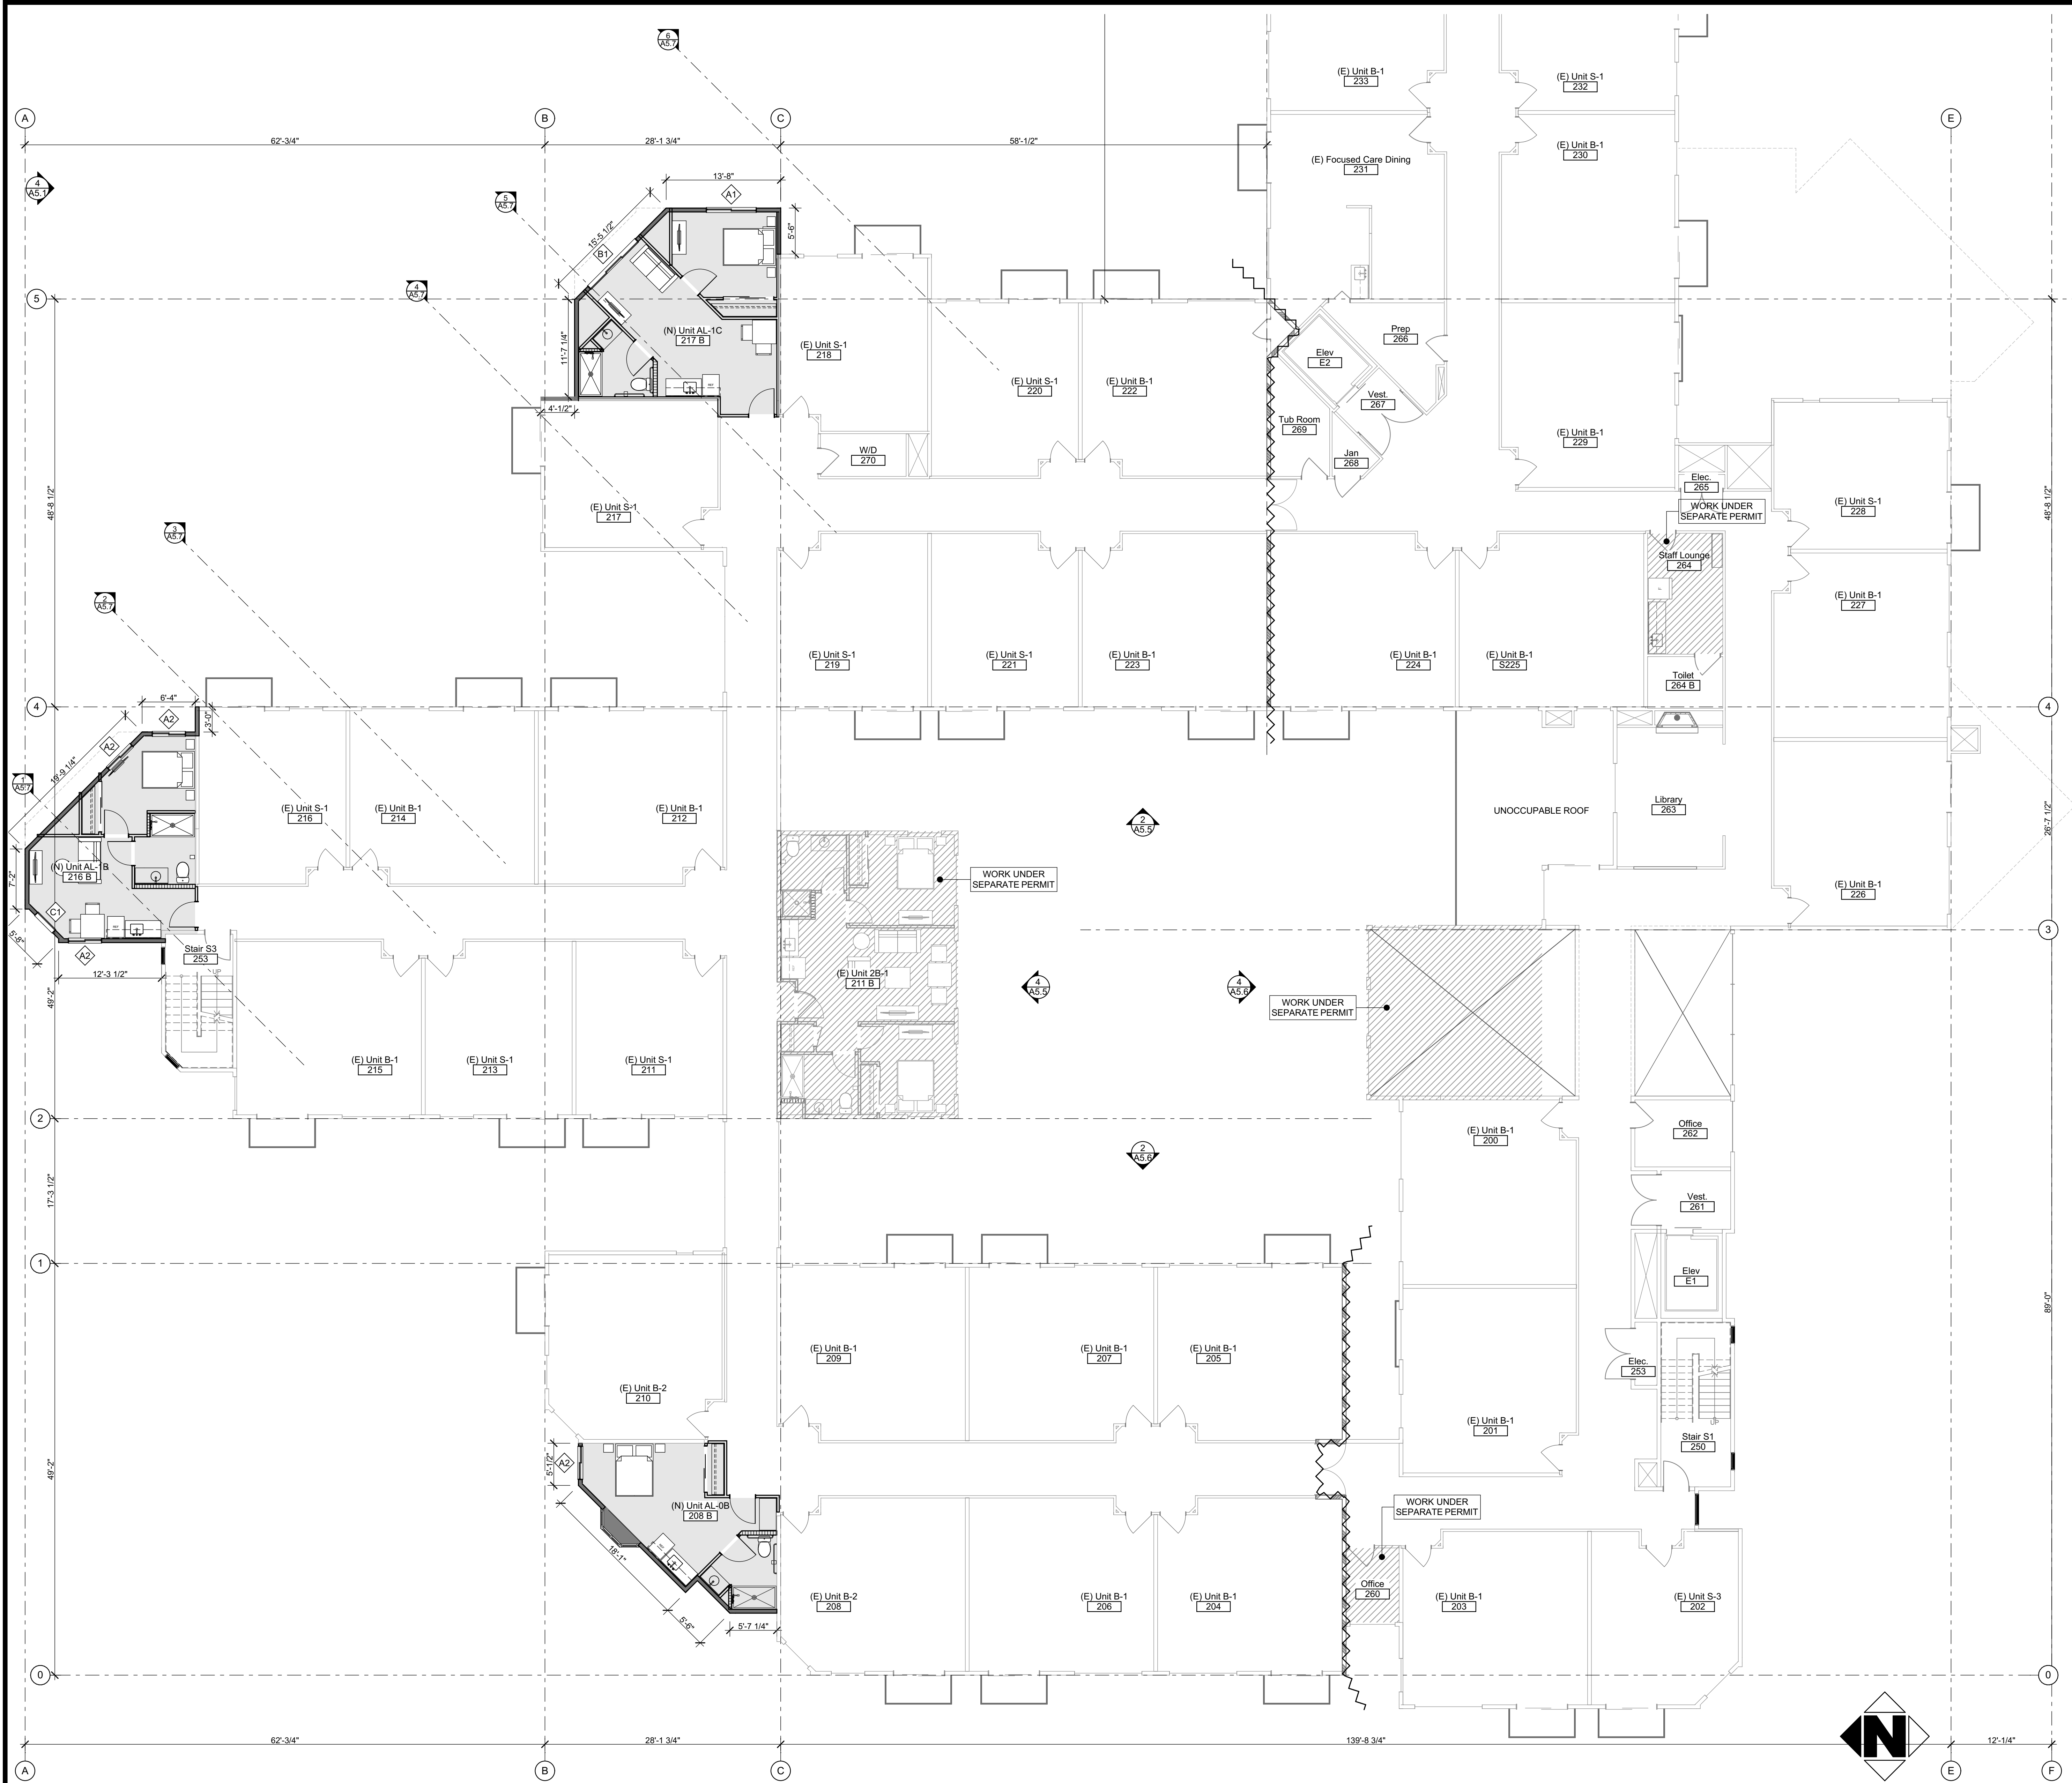 6
A5.7
(E) Unit B-1
233
(E) Unit S-1
232
A
B
C
E
62'-3/4"
28'-1 3/4"
58'-1/2"
(E) Focused Care Dining
231
(E) Unit B-1
230
4
A5.1
13'-8"
A1
5
A5.7
15'-5 1/2"
B1
5'-6"
4
A5.7
5
11'-7 1/4"
(N) Unit AL-1C
217 B
REF
4'-1/2"
(E) Unit S-1
218
(E) Unit S-1
220
(E) Unit B-1
222
Prep
266
Elev
E2
Vest.
267
Tub Room
269
Jan
268
W/D
270
(E) Unit B-1
229
Elec.
265
WORK UNDER
SEPARATE PERMIT
(E) Unit S-1
228
48'-8 1/2"
48'-8 1/2"
(E) Unit S-1
217
3
A5.7
Staff Lounge
264
2
A5.7
(E) Unit B-1
227
(E) Unit S-1
219
(E) Unit S-1
221
(E) Unit B-1
223
(E) Unit B-1
224
(E) Unit B-1
S225
Toilet
264 B
4
6'-4"
A2
3'-0"
4
A2
19'-9 1/4"
1
A5.7
(E) Unit S-1
216
(E) Unit B-1
214
(E) Unit B-1
212
2
A5.5
UNOCCUPABLE ROOF
Library
263
26'-7 1/2"
(N) Unit AL-1B
216 B
7'-2"
REF
C1
5'-8"
A2
12'-3 1/2"
WORK UNDER
SEPARATE PERMIT
(E) Unit B-1
226
3
Stair S3
253
UP
49'-2"
(E) Unit 2B-1
211 B
4
A5.5
4
A5.6
WORK UNDER
SEPARATE PERMIT
(E) Unit B-1
215
(E) Unit S-1
213
(E) Unit S-1
211
2
2
A5.6
(E) Unit B-1
200
Office
262
17'-3 1/2"
Vest.
261
1
Elev
E1
89'-0"
(E) Unit B-1
209
(E) Unit B-1
207
(E) Unit B-1
205
Elec.
253
(E) Unit B-2
210
UP
(E) Unit B-1
201
Stair S1
250
49'-2"
5'-1/2"
A2
(N) Unit AL-0B
208 B
18'-1"
5'-6"
5'-7 1/4"
WORK UNDER
SEPARATE PERMIT
(E) Unit B-2
208
(E) Unit B-1
206
(E) Unit B-1
204
Office
260
(E) Unit B-1
203
(E) Unit S-3
202
0
0
N
62'-3/4"
28'-1 3/4"
139'-8 3/4"
12'-1/4"
A
B
C
E
F